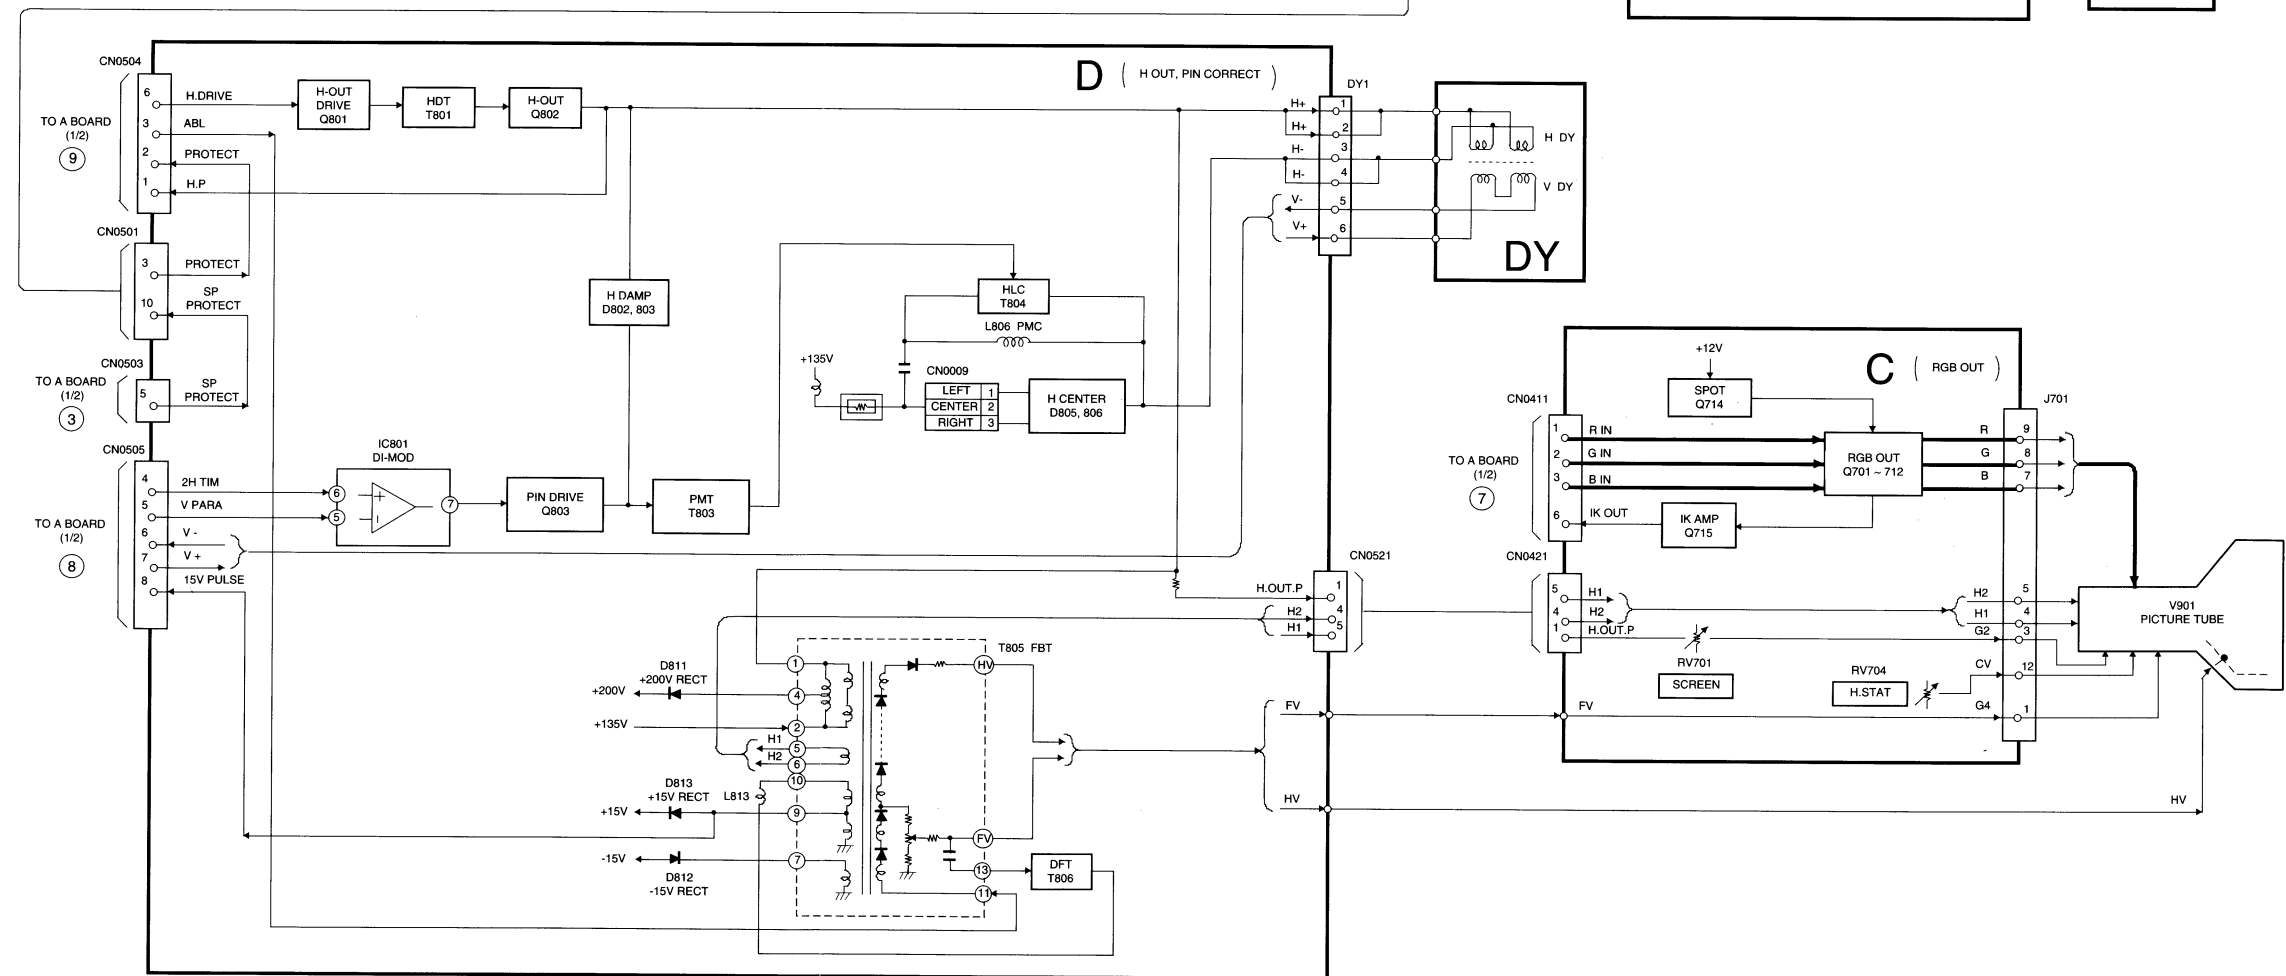 D
( H OUT, PIN CORRECT )
CN0504
TO A BOARD
(1/2)
9
6
H.DRIVE
3
ABL
2
PROTECT
1
H.P
H-OUT
DRIVE
Q801
HDT
T801
H-OUT
Q802
CN0501
3
PROTECT
10
SP
PROTECT
CN0503
TO A BOARD
(1/2)
3
5
SP
PROTECT
CN0505
TO A BOARD
(1/2)
8
4
2H TIM
5
V PARA
6
V -
7
V +
8
15V PULSE
IC801
DI-MOD
6
5
7
+
-
PIN DRIVE
Q803
PMT
T803
H DAMP
D802, 803
HLC
T804
L806 PMC
+135V
CN0009
LEFT 1
CENTER 2
RIGHT 3
H CENTER
D805, 806
DY1
H+ 1
H+ 2
H- 3
H- 4
V- 5
V+ 6
H DY
V DY
DY
CN0521
H.OUT.P 1
H2 4
H1 5
T805 FBT
1
4
2
5
6
10
9
7
HV
FV
13
11
D811
+200V RECT
+200V
+135V
H1
H2
D813
+15V RECT
L813
+15V
-15V
D812
-15V RECT
DFT
T806
FV
HV
C
( RGB OUT )
+12V
SPOT
Q714
CN0411
TO A BOARD
(1/2)
7
1
R IN
2
G IN
3
B IN
6
IK OUT
RGB OUT
Q701 ~ 712
IK AMP
Q715
J701
R 9
G 8
B 7
CN0421
5
H1
4
H2
1
H.OUT.P
RV701
SCREEN
RV704
H.STAT
H2 5
H1 4
G2 3
CV 12
G4 1
FV
V901
PICTURE TUBE
HV